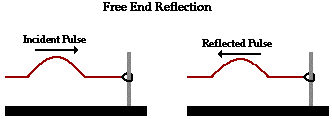 Free End Reflection
Incident Pulse
Reflected Pulse